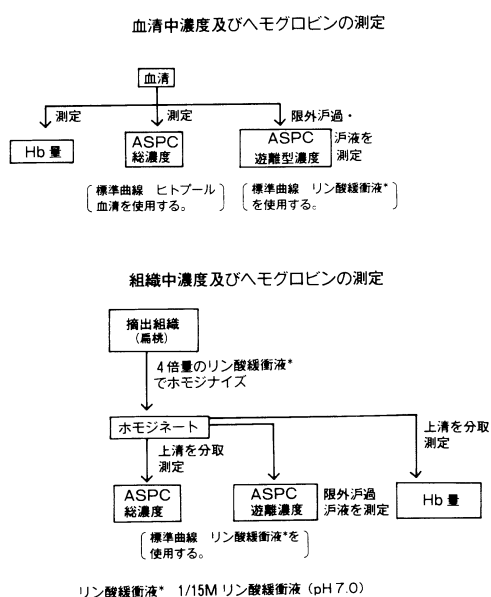 血清中濃度及びヘモグロビンの測定
血清
測定
測定
限外沪過・
沪液を
測定
Hb 量
ASPC
総濃度
ASPC
遊離型濃度
標準曲線 ヒトプール
血清を使用する。
標準曲線 リン酸緩衝液*
を使用する。
組織中濃度及びヘモグロビンの測定
摘出組織
(扁桃)
4倍量のリン酸緩衝液*
でホモジナイズ
ホモジネート
上清を分取
測定
上清を分取
測定
ASPC
総濃度
ASPC
遊離濃度
限外沪過
沪液を測定
Hb 量
標準曲線 リン酸緩衝液*を
使用する。
リン酸緩衝液* 1/15M リン酸緩衝液 (pH 7.0)